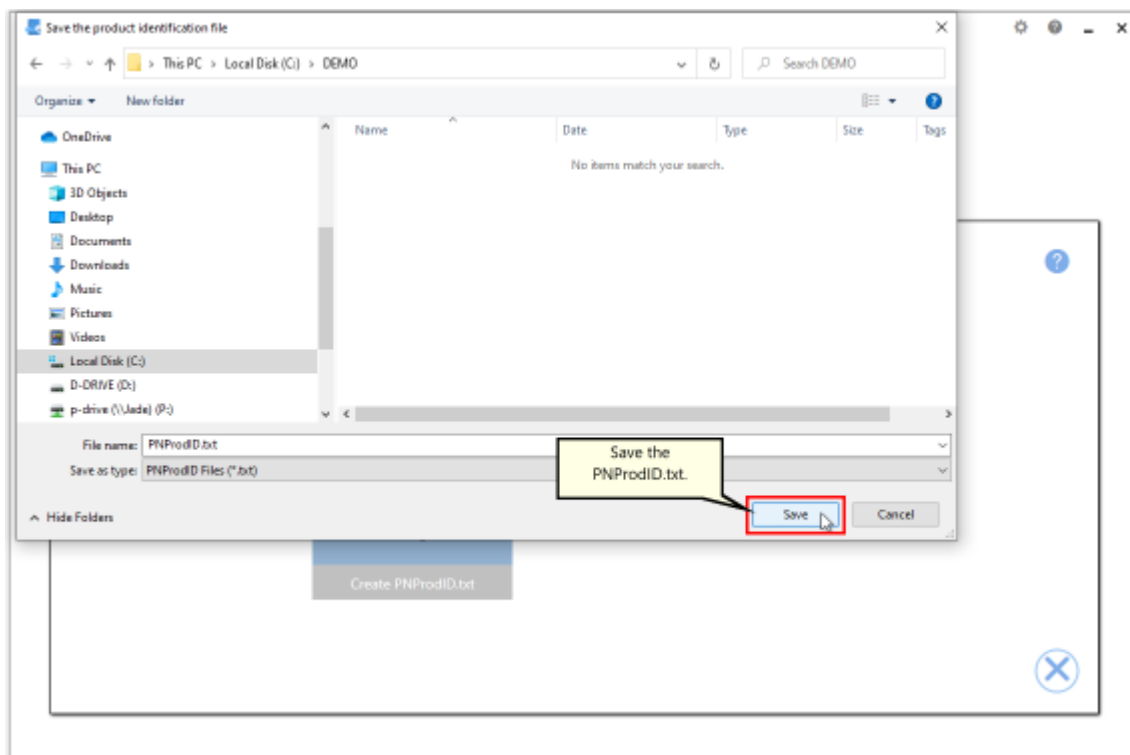 Save the product identification file
This PC > Local Disk (C:) > DEMO
Search DEMO
Organize
New folder
OneDrive
This PC
3D Objects
Desktop
Documents
Downloads
Music
Pictures
Videos
Local Disk (C:)
D-DRIVE (D:)
p-drive (\\Jade) (P:)
Name Date Type Size Tags
No items match your search.
File name: PNProdID.txt
Save as type: PNProdID Files (*.txt)
Save the
PNProdID.txt.
Hide Folders
Save
Cancel
Create PNProdID.txt